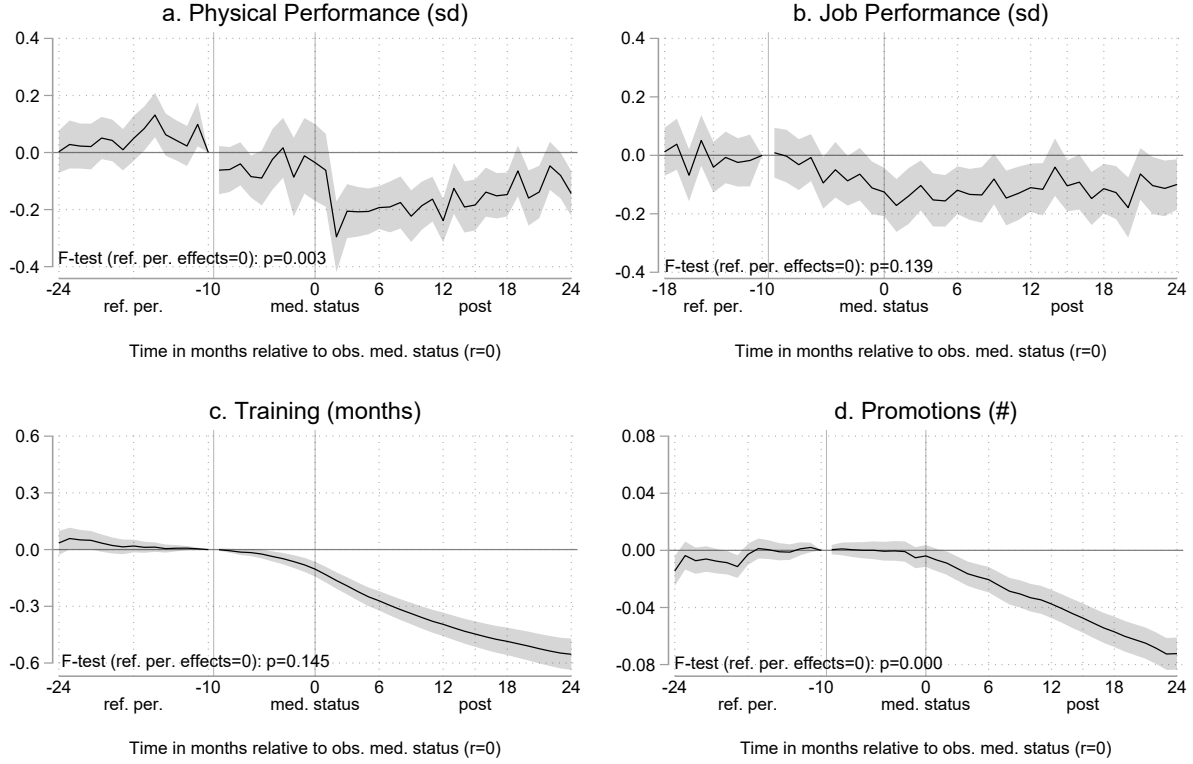 a. Physical Performance (sd)
0.4
0.2
0.0
-0.2
-0.4
F-test (ref. per. effects=0): p=0.003
-24 -10 0 6 12 18 24
ref. per. med. status post
Time in months relative to obs. med. status (r=0)
b. Job Performance (sd)
0.4
0.2
0.0
-0.2
-0.4
F-test (ref. per. effects=0): p=0.139
-18 -10 0 6 12 18 24
ref. per. med. status post
Time in months relative to obs. med. status (r=0)
c. Training (months)
0.6
0.3
0.0
-0.3
-0.6
F-test (ref. per. effects=0): p=0.145
-24 -10 0 6 12 18 24
ref. per. med. status post
Time in months relative to obs. med. status (r=0)
d. Promotions (#)
0.08
0.04
0.00
-0.04
-0.08
F-test (ref. per. effects=0): p=0.000
-24 -10 0 6 12 18 24
ref. per. med. status post
Time in months relative to obs. med. status (r=0)